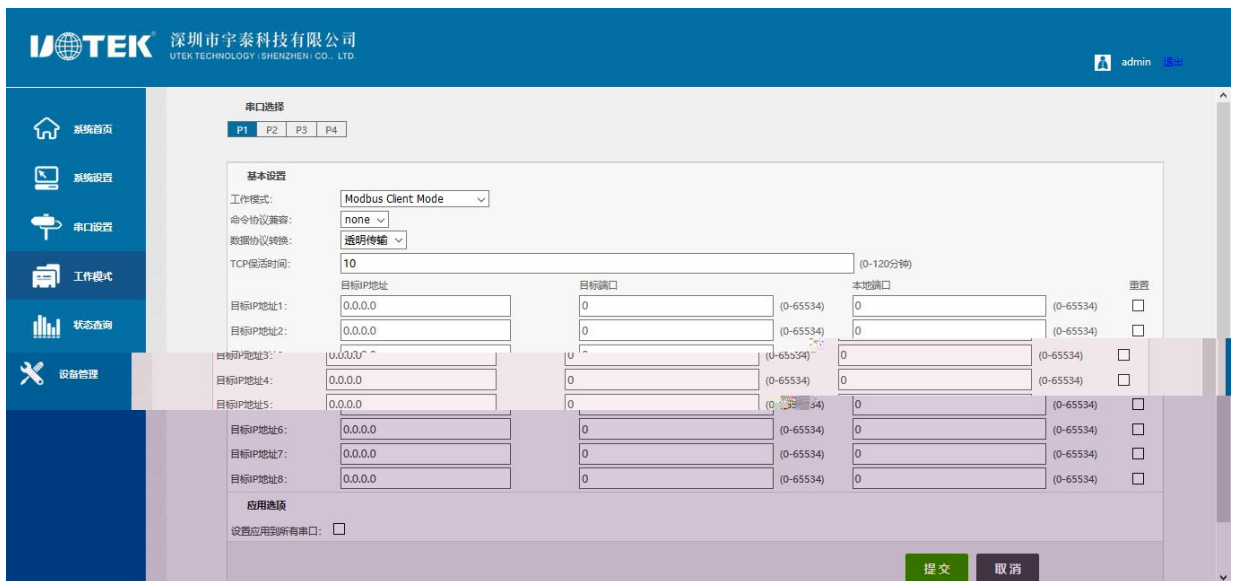 UTEK 深圳市宇泰科技有限公司
UTEK TECHNOLOGY (SHENZHEN) CO., LTD.
admin 退出
系统首页
系统设置
串口设置
工作模式
状态查询
设备管理
串口选择
P1 P2 P3 P4
基本设置
工作模式: Modbus Client Mode
命令协议兼容: none
数据协议转换: 透明传输
TCP保活时间: 10 (0-120分钟)
目标IP地址 目标端口 本地端口 重置
目标IP地址1: 0.0.0.0 0 (0-65534) 0 (0-65534)
目标IP地址2: 0.0.0.0 0 (0-65534) 0 (0-65534)
目标IP地址3: 0.0.0.0 0 (0-65534) 0 (0-65534)
目标IP地址4: 0.0.0.0 0 (0-65534) 0 (0-65534)
目标IP地址5: 0.0.0.0 0 0 (0-65534)
目标IP地址6: 0.0.0.0 0 (0-65534) 0 (0-65534)
目标IP地址7: 0.0.0.0 0 (0-65534) 0 (0-65534)
目标IP地址8: 0.0.0.0 0 (0-65534) 0 (0-65534)
应用选项
设置应用到所有串口:
提交 取消